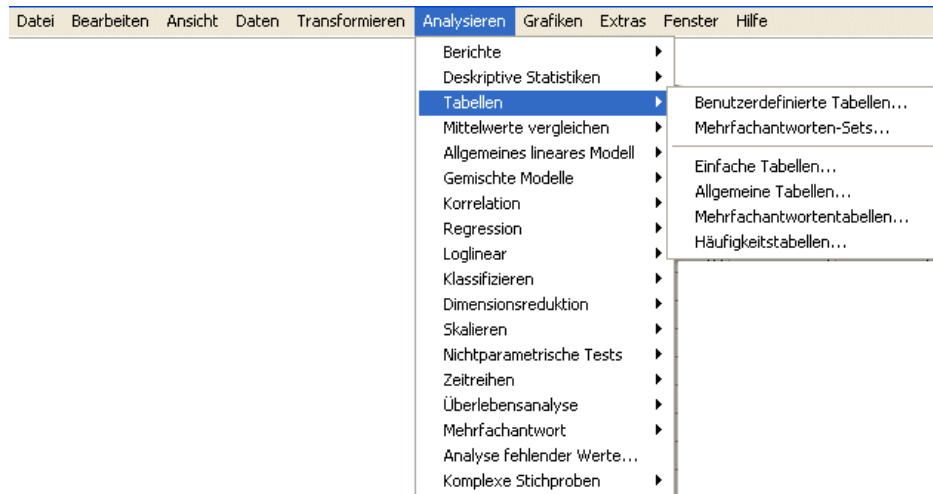 Datei Bearbeiten Ansicht Daten Transformieren Analysieren Grafiken Extras Fenster Hilfe
Berichte
Deskriptive Statistiken
Tabellen
Mittelwerte vergleichen
Allgemeines lineares Modell
Gemischte Modelle
Korrelation
Regression
Loglinear
Klassifizieren
Dimensionsreduktion
Skalieren
Nichtparametrische Tests
Zeitreihen
Überlebensanalyse
Mehrfachantwort
Analyse fehlender Werte...
Komplexe Stichproben
Benutzerdefinierte Tabellen...
Mehrfachantworten-Sets...
Einfache Tabellen...
Allgemeine Tabellen...
Mehrfachantwortentabellen...
Häufigkeitstabellen...